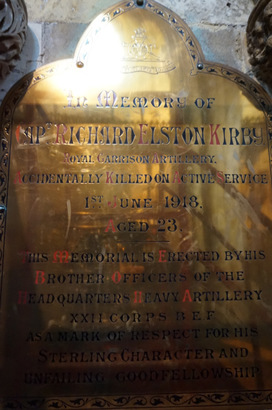 In Memory of
Capt Richard Elston Kirby
Royal Garrison Artillery.
Accidentally Killed on Active Service
1st June 1918.
Aged 23.
This Memorial is Erected by his
Brother Officers of the
Headquarters Heavy Artillery
XXII Corps B.E.F.
as a mark of respect for his
Sterling Character and
unfailing goodfellowship.